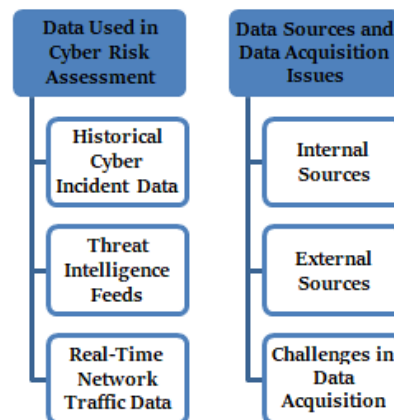 Data Used in
Cyber Risk
Assessment
Historical
Cyber
Incident Data
Threat
Intelligence
Feeds
Real-Time
Network
Traffic Data
Data Sources and
Data Acquisition
Issues
Internal
Sources
External
Sources
Challenges in
Data
Acquisition